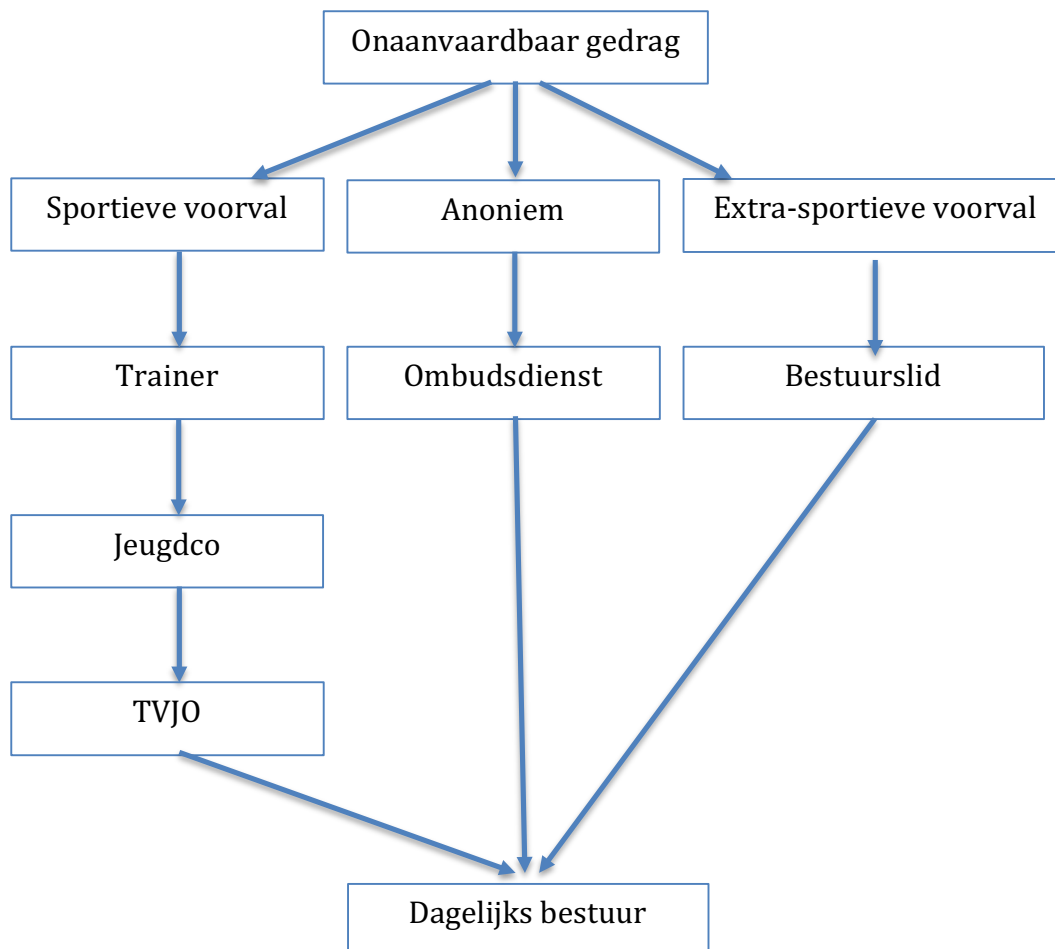 Onaanvaardbaar gedrag
Sportieve voorval
Anoniem
Extra-sportieve voorval
Trainer
Ombudsdienst
Bestuurslid
Jeugdco
TVJO
Dagelijks bestuur